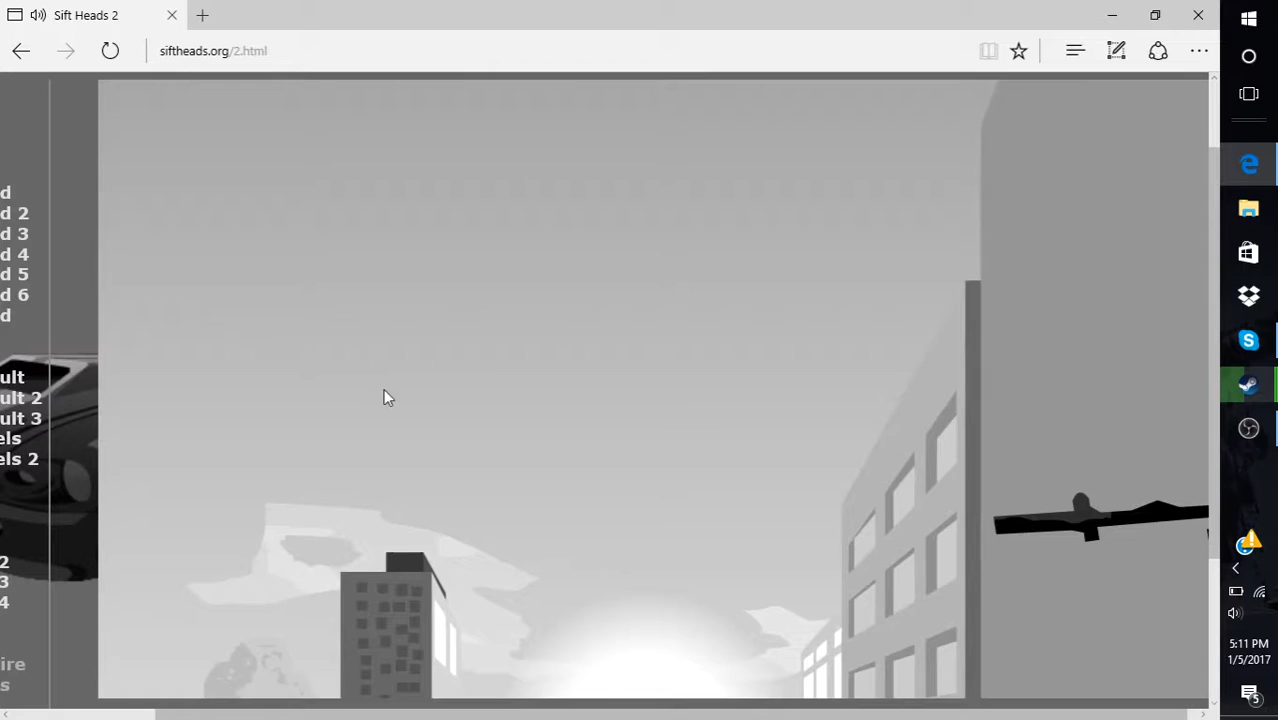 Sift Heads 2
siftheads.org/2.html
d
d 2
d 3
d 4
d 5
d 6
d
ult
ult 2
ult 3
els
els 2
2
3
4
ire
s
5:11 PM
1/5/2017
5